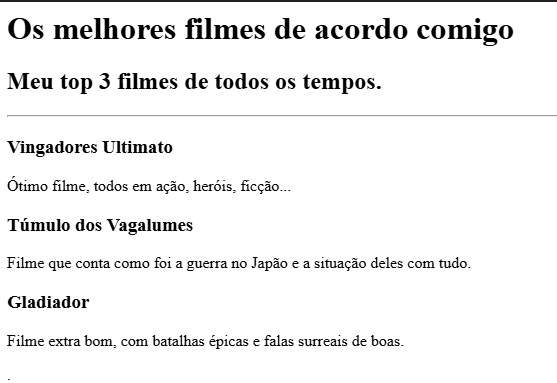 Os melhores filmes de acordo comigo
Meu top 3 filmes de todos os tempos.
Vingadores Ultimato
Ótimo filme, todos em ação, heróis, ficção...
Túmulo dos Vagalumes
Filme que conta como foi a guerra no Japão e a situação deles com tudo.
Gladiador
Filme extra bom, com batalhas épicas e falas surreais de boas.
.